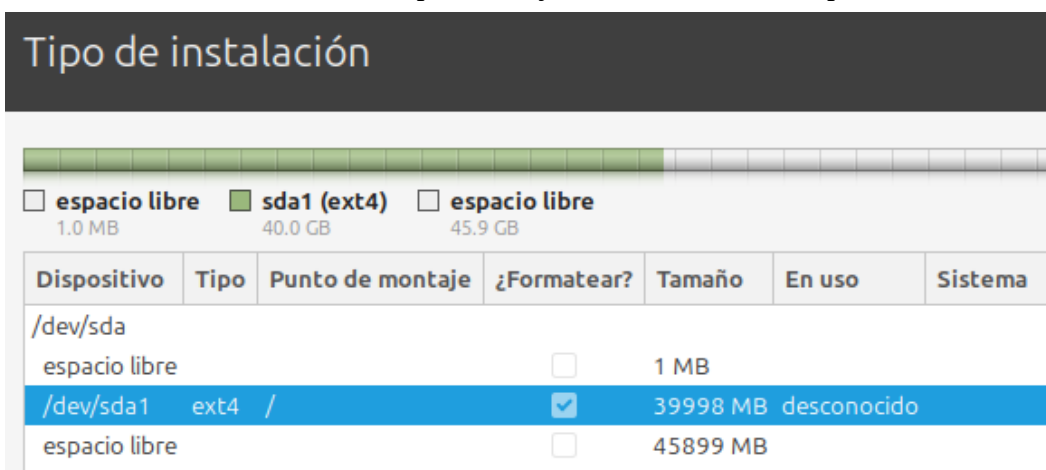 Tipo de instalación
espacio libre sda1 (ext4) espacio libre
1.0 MB 40.0 GB 45.9 GB
Dispositivo Tipo Punto de montaje ¿Formatear? Tamaño En uso Sistema
/dev/sda
espacio libre 1 MB
/dev/sda1 ext4 / 39998 MB desconocido
espacio libre 45899 MB